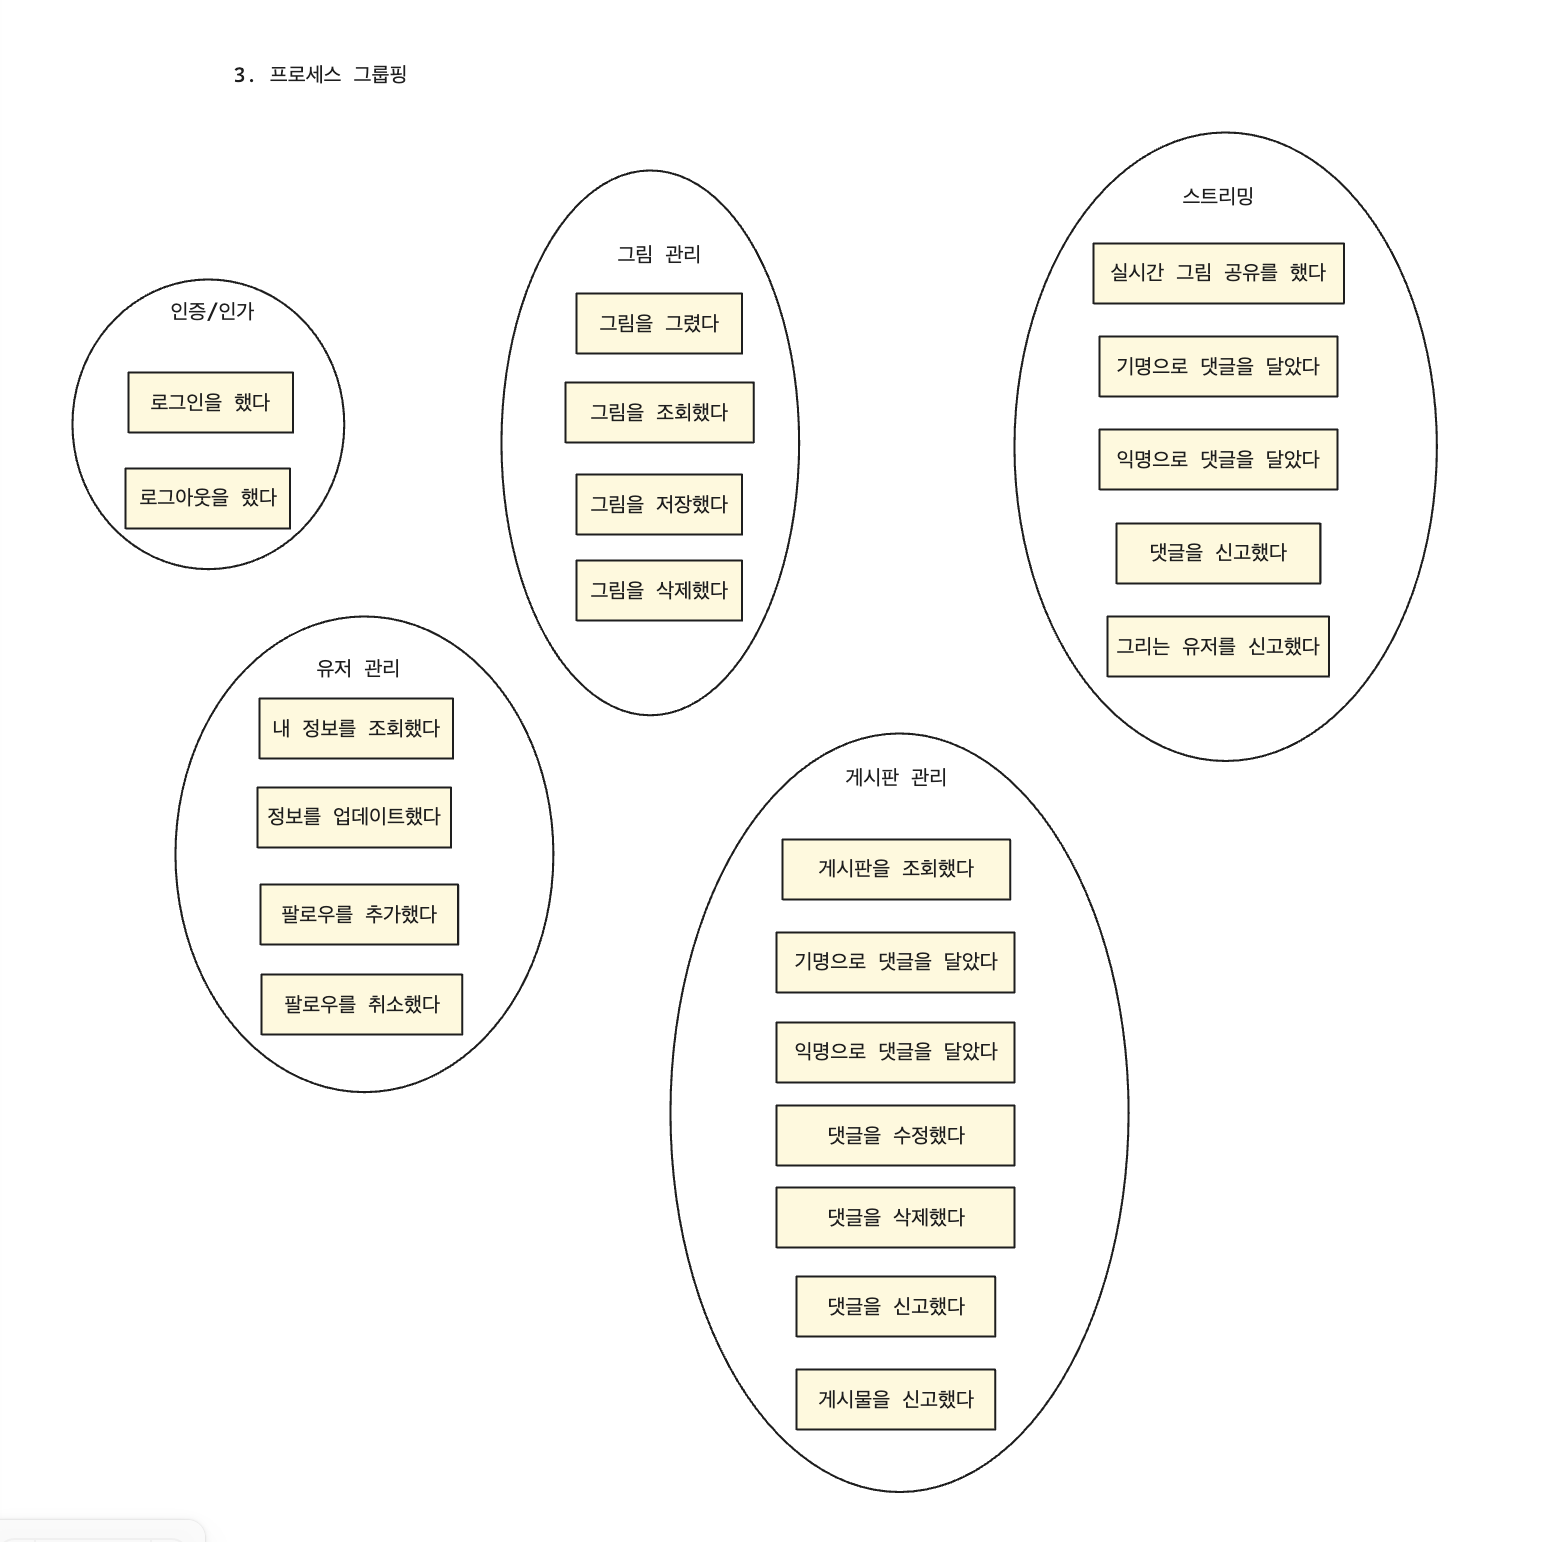 3. 프로세스 그룹핑
인증/인가
로그인을 했다
로그아웃을 했다
그림 관리
그림을 그렸다
그림을 조회했다
그림을 저장했다
그림을 삭제했다
스트리밍
실시간 그림 공유를 했다
기명으로 댓글을 달았다
익명으로 댓글을 달았다
댓글을 신고했다
그리는 유저를 신고했다
유저 관리
내 정보를 조회했다
정보를 업데이트했다
팔로우를 추가했다
팔로우를 취소했다
게시판 관리
게시판을 조회했다
기명으로 댓글을 달았다
익명으로 댓글을 달았다
댓글을 수정했다
댓글을 삭제했다
댓글을 신고했다
게시물을 신고했다